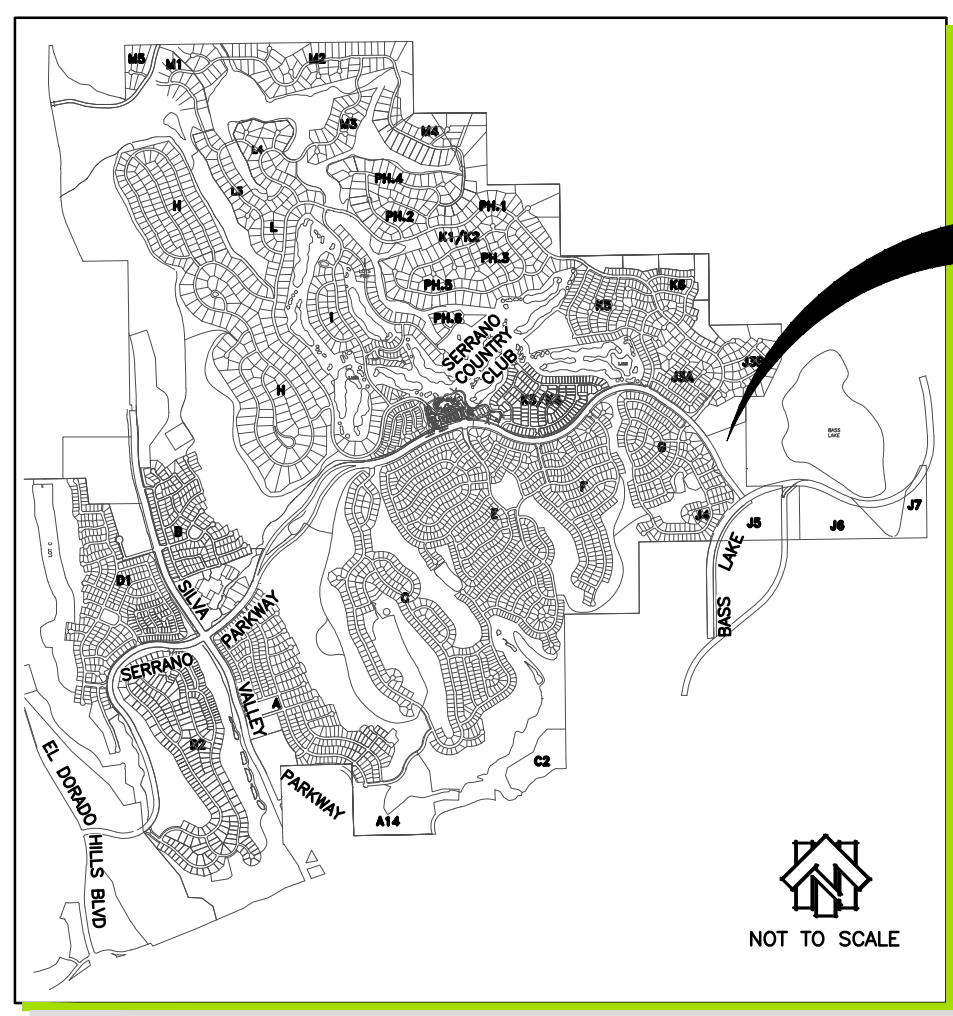 M5
M1
M2
M3
M4
L4
PH.4
L3
H
PH.1
PH.2
L
K1/K2
PH.3
PH.5
K6
K5
I
PH.6
SERRANO
COUNTRY
CLUB
J3B
J3A
H
K3/K4
BASS
LAKE
G
F
E
J4
J5
J6
J7
LOT C
B
D1
SILVA
VALLEY
PARKWAY
SERRANO
PARKWAY
BASS LAKE
C
A
D2
C2
A14
EL DORADO HILLS BLVD
NOT TO SCALE